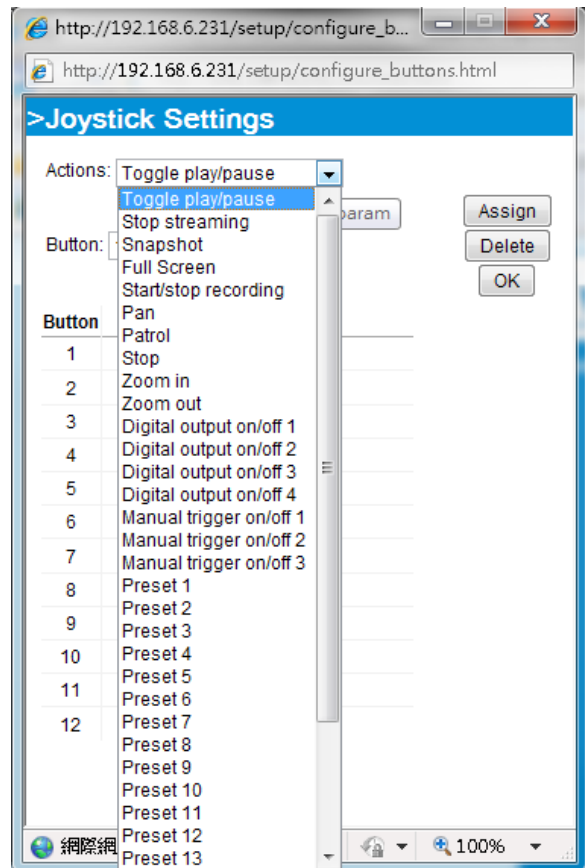 http://192.168.6.231/setup/configure_b...
http://192.168.6.231/setup/configure_buttons.html
>Joystick Settings
Actions: Toggle play/pause
Toggle play/pause
Stop streaming
Snapshot
Full Screen
Start/stop recording
Pan
Patrol
Stop
Zoom in
Zoom out
Digital output on/off 1
Digital output on/off 2
Digital output on/off 3
Digital output on/off 4
Manual trigger on/off 1
Manual trigger on/off 2
Manual trigger on/off 3
Preset 1
Preset 2
Preset 3
Preset 4
Preset 5
Preset 6
Preset 7
Preset 8
Preset 9
Preset 10
Preset 11
Preset 12
Preset 13
param
Assign
Button:
Delete
OK
Button
1
2
3
4
5
6
7
8
9
10
11
12
網際網
100%